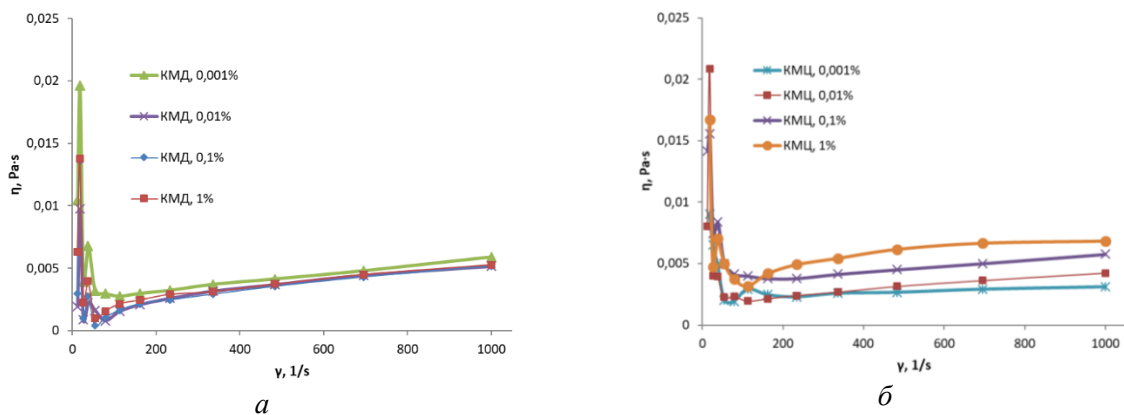 0,025
0,02
0,015
0,01
0,005
0
η, Pa·s
КМД, 0,001%
КМД, 0,01%
КМД, 0,1%
КМД, 1%
0 200 400 600 800 1000
γ, 1/s
а
0,025
0,02
0,015
0,01
0,005
0
η, Pa·s
КМЦ, 0,001%
КМЦ, 0,01%
КМЦ, 0,1%
КМЦ, 1%
0 200 400 600 800 1000
γ, 1/s
б